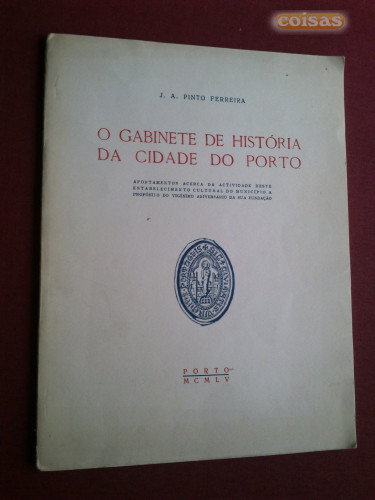 coisas
J. A. PINTO FERREIRA
O GABINETE DE HISTÓRIA
DA CIDADE DO PORTO
APONTAMENTOS ACERCA DA ACTIVIDADE DESTE
ESTABELECIMENTO CULTURAL DO MUNICÍPIO A
PROPÓSITO DO VIGÉSIMO ANIVERSÁRIO DA SUA FUNDAÇÃO
PORTO
MCMLV